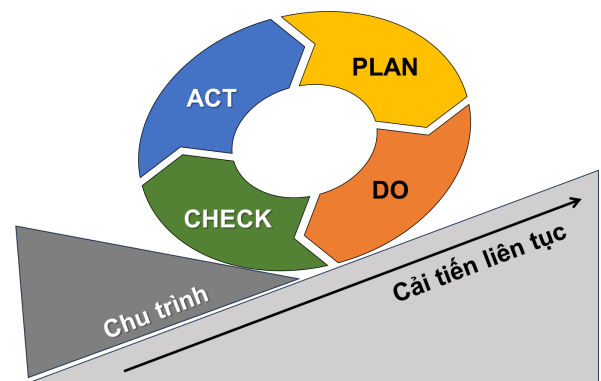 PLAN
ACT
DO
CHECK
Cải tiến liên tục
Chu trình